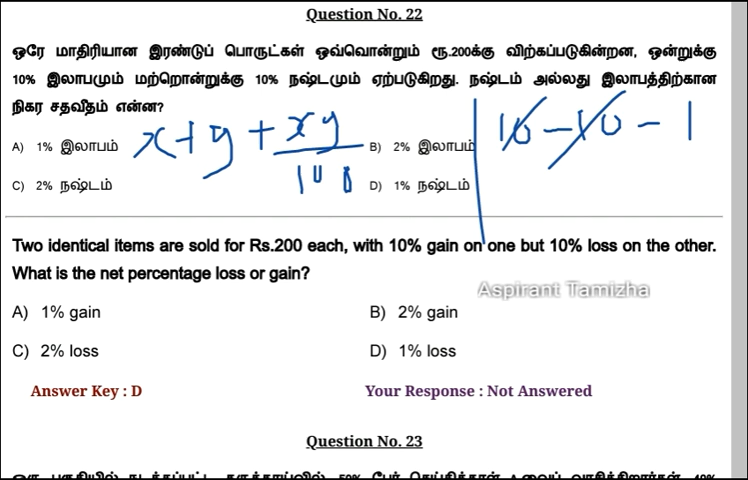 Question No. 22
ஒரே மாதிரியான இரண்டுப் பொருட்கள் ஒவ்வொன்றும் ரூ.200க்கு விற்கப்படுகின்றன, ஒன்றுக்கு
10% இலாபமும் மற்றொன்றுக்கு 10% நஷ்டமும் ஏற்படுகிறது. நஷ்டம் அல்லது இலாபத்திற்கான
நிகர சதவீதம் என்ன?
A) 1% இலாபம்
B) 2% இலாபம்
x+y + xy
100
10 - 10 - 1
C) 2% நஷ்டம்
D) 1% நஷ்டம்
Two identical items are sold for Rs.200 each, with 10% gain on one but 10% loss on the other.
What is the net percentage loss or gain?
Aspirant Tamizha
A) 1% gain
B) 2% gain
C) 2% loss
D) 1% loss
Answer Key : D
Your Response : Not Answered
Question No. 23